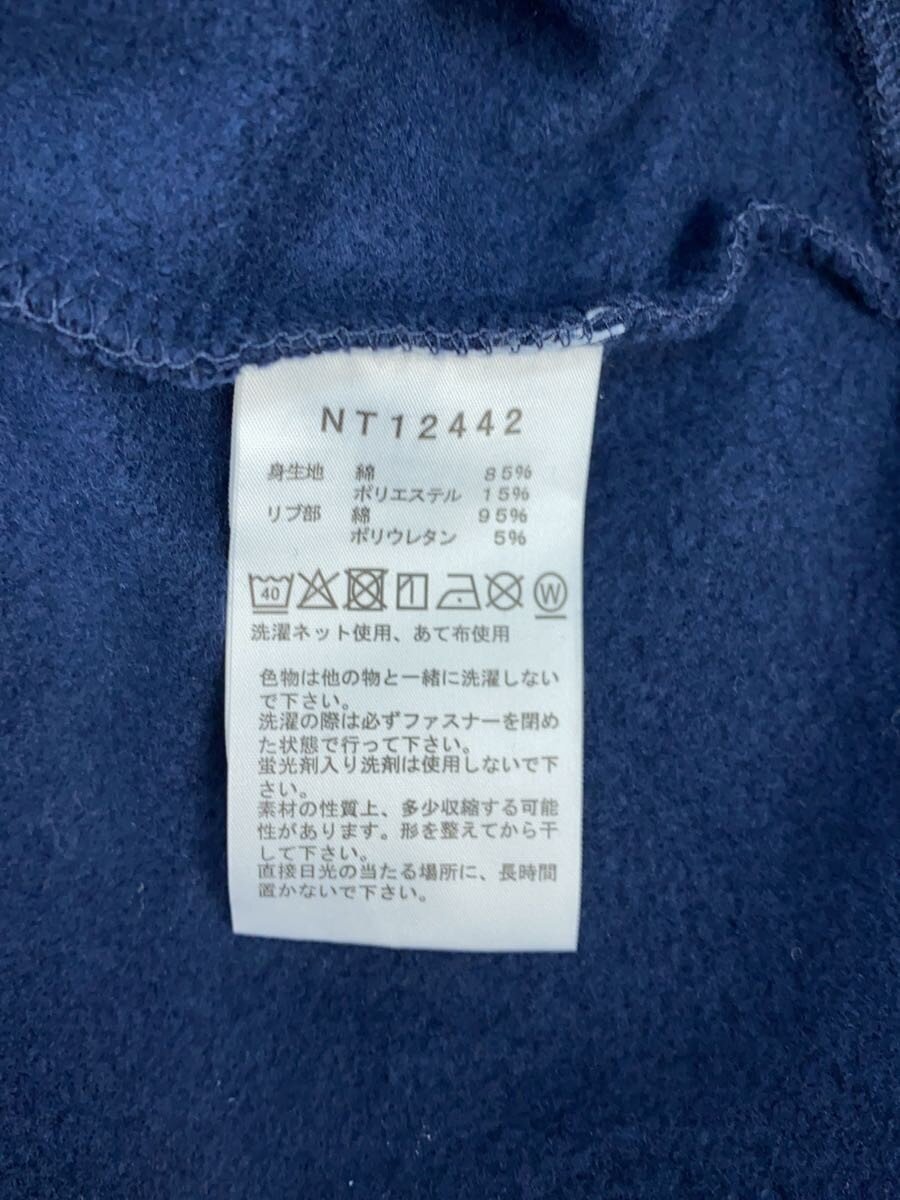 NT12442
身生地 綿 85%
ポリエステル 15%
リブ部 綿 95%
ポリウレタン 5%
40 W
洗濯ネット使用、あて布使用
色物は他の物と一緒に洗濯しない
で下さい。
洗濯の際は必ずファスナーを閉め
た状態で行って下さい。
蛍光剤入り洗剤は使用しないで下
さい。
素材の性質上、多少収縮する可能
性があります。形を整えてから干
して下さい。
直接日光の当たる場所に、長時間
置かないで下さい。